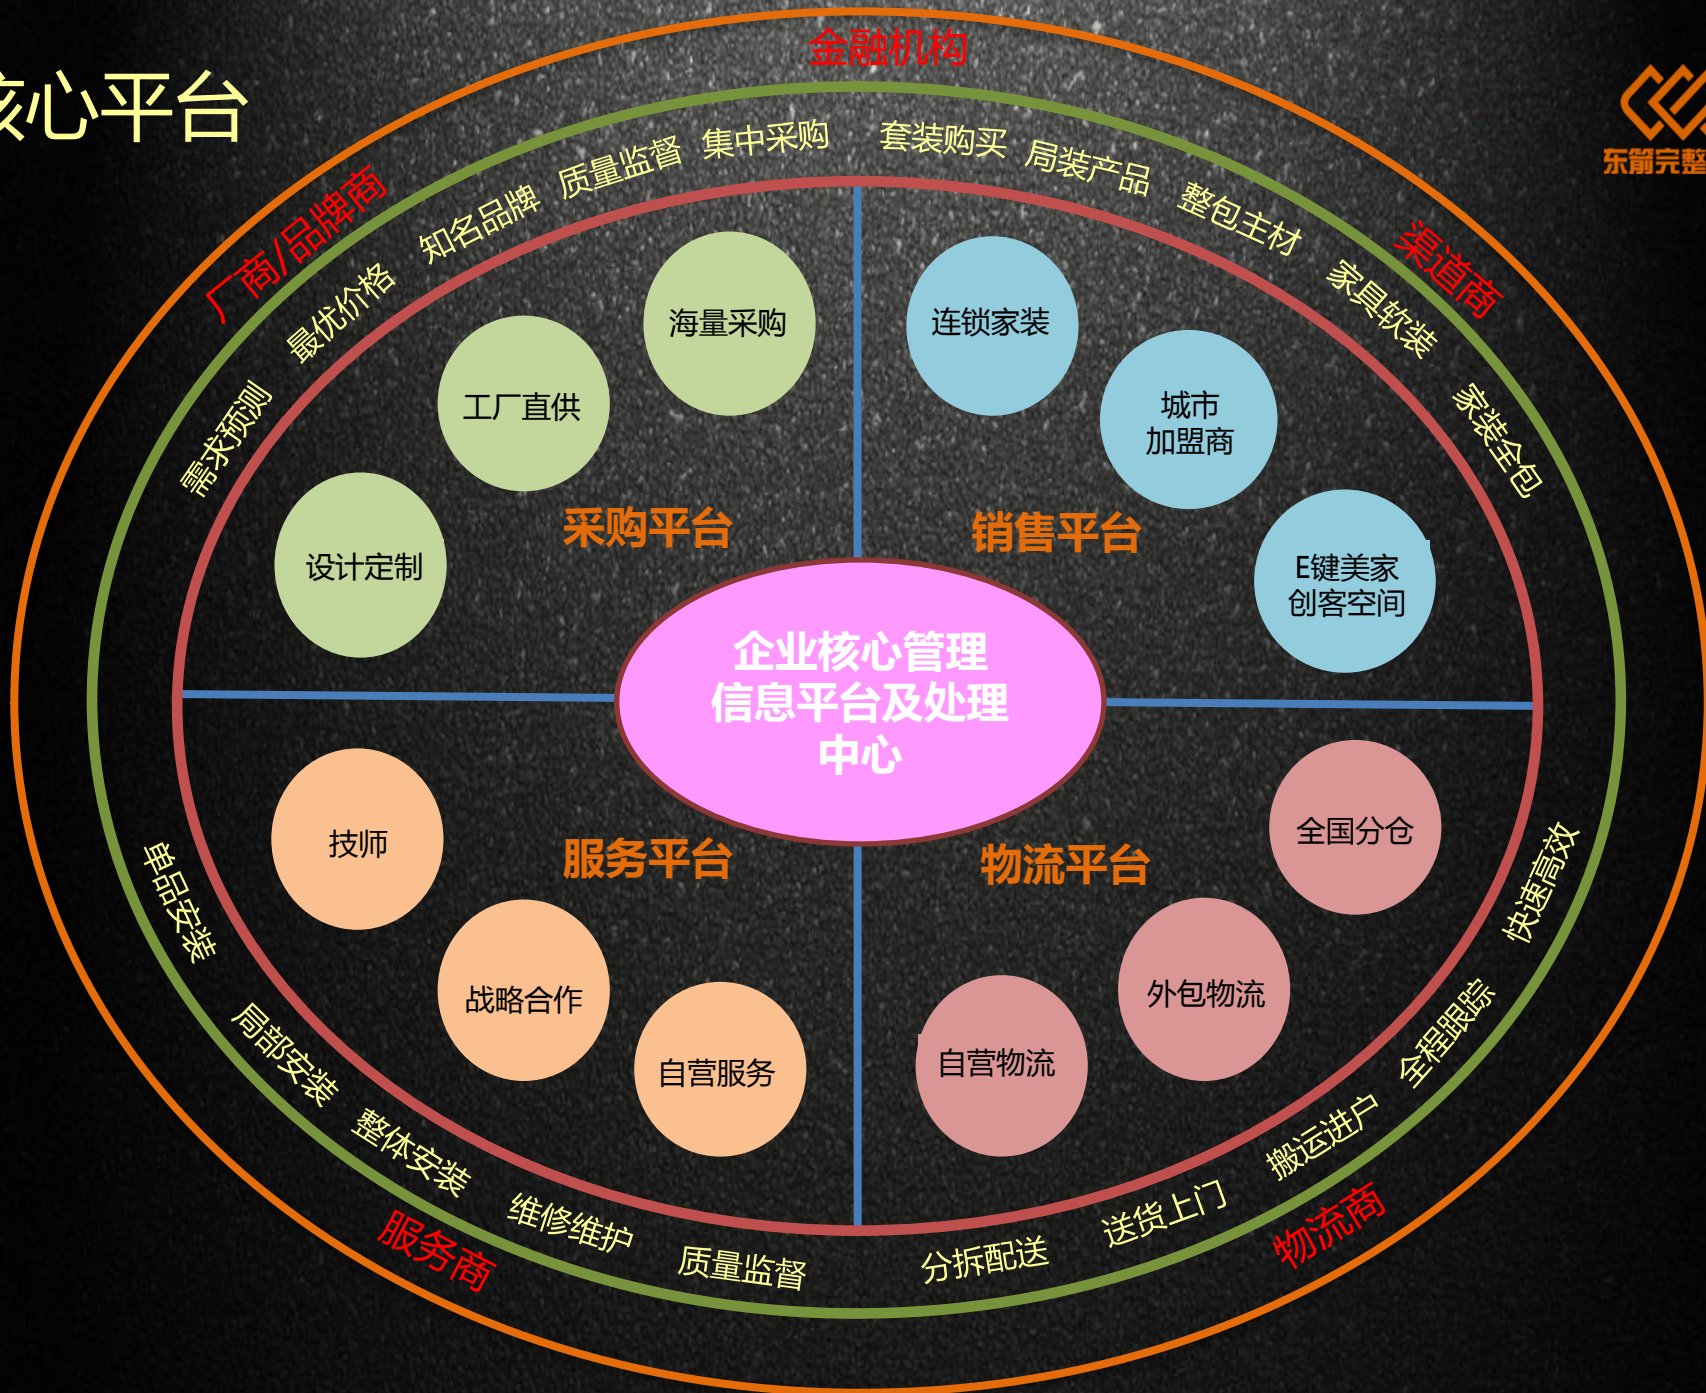 核心平台
东箭完整
金融机构
厂商/品牌商
渠道商
服务商
物流商
需求预测
最优价格
知名品牌
质量监督
集中采购
套装购买
局装产品
整包主材
家具软装
家装全包
海量采购
工厂直供
设计定制
采购平台
连锁家装
城市
加盟商
E键美家
创客空间
销售平台
企业核心管理
信息平台及处理
中心
技师
战略合作
自营服务
服务平台
物流平台
全国分仓
外包物流
自营物流
单品安装
局部安装
整体安装
维修维护
质量监督
分拆配送
送货上门
搬运进户
全程跟踪
快速高效